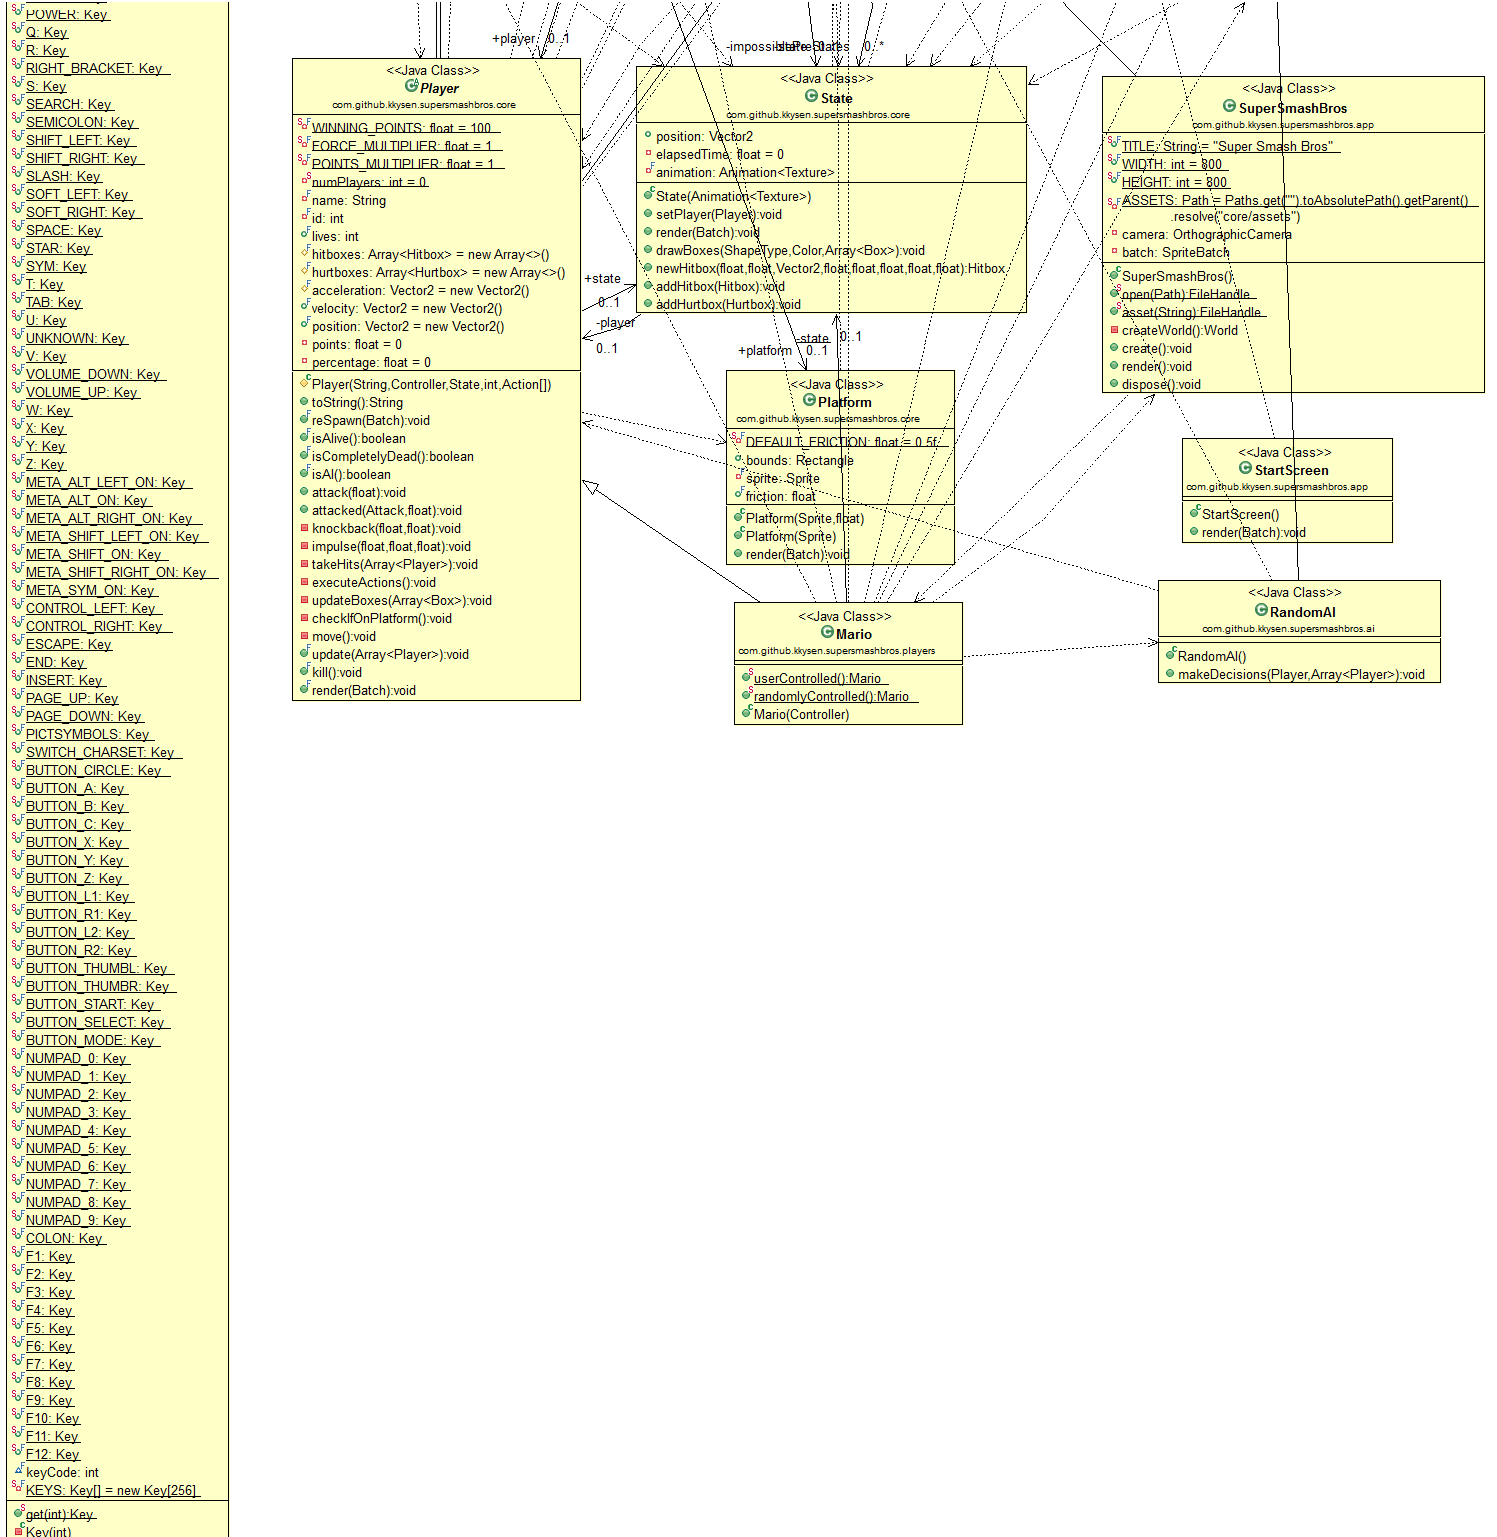 POWER: Key
Q: Key
R: Key
RIGHT_BRACKET: Key
S: Key
SEARCH: Key
SEMICOLON: Key
SHIFT_LEFT: Key
SHIFT_RIGHT: Key
SLASH: Key
SOFT_LEFT: Key
SOFT_RIGHT: Key
SPACE: Key
STAR: Key
SYM: Key
T: Key
TAB: Key
U: Key
UNKNOWN: Key
V: Key
VOLUME_DOWN: Key
VOLUME_UP: Key
W: Key
X: Key
Y: Key
Z: Key
META_ALT_LEFT_ON: Key
META_ALT_ON: Key
META_ALT_RIGHT_ON: Key
META_SHIFT_LEFT_ON: Key
META_SHIFT_ON: Key
META_SHIFT_RIGHT_ON: Key
META_SYM_ON: Key
CONTROL_LEFT: Key
CONTROL_RIGHT: Key
ESCAPE: Key
END: Key
INSERT: Key
PAGE_UP: Key
PAGE_DOWN: Key
PICTSYMBOLS: Key
SWITCH_CHARSET: Key
BUTTON_CIRCLE: Key
BUTTON_A: Key
BUTTON_B: Key
BUTTON_C: Key
BUTTON_X: Key
BUTTON_Y: Key
BUTTON_Z: Key
BUTTON_L1: Key
BUTTON_R1: Key
BUTTON_L2: Key
BUTTON_R2: Key
BUTTON_THUMBL: Key
BUTTON_THUMBR: Key
BUTTON_START: Key
BUTTON_SELECT: Key
BUTTON_MODE: Key
NUMPAD_0: Key
NUMPAD_1: Key
NUMPAD_2: Key
NUMPAD_3: Key
NUMPAD_4: Key
NUMPAD_5: Key
NUMPAD_6: Key
NUMPAD_7: Key
NUMPAD_8: Key
NUMPAD_9: Key
COLON: Key
F1: Key
F2: Key
F3: Key
F4: Key
F5: Key
F6: Key
F7: Key
F8: Key
F9: Key
F10: Key
F11: Key
F12: Key
keyCode: int
KEYS: Key[] = new Key[256]
get(int):Key
Key(int)
+player 0..1
<<Java Class>>
Player
com.github.kkysen.supersmashbros.core
WINNING_POINTS: float = 100
FORCE_MULTIPLIER: float = 1
POINTS_MULTIPLIER: float = 1
numPlayers: int = 0
name: String
id: int
lives: int
hitboxes: Array<Hitbox> = new Array<>()
hurtboxes: Array<Hurtbox> = new Array<>()
acceleration: Vector2 = new Vector2()
velocity: Vector2 = new Vector2()
position: Vector2 = new Vector2()
points: float = 0
percentage: float = 0
Player(String,Controller,State,int,Action[])
toString():String
reSpawn(Batch):void
isAlive():boolean
isCompletelyDead():boolean
isAI():boolean
attack(float):void
attacked(Attack,float):void
knockback(float,float):void
impulse(float,float,float):void
takeHits(Array<Player>):void
executeActions():void
updateBoxes(Array<Box>):void
checkIfOnPlatform():void
move():void
update(Array<Player>):void
kill():void
render(Batch):void
+state
0..1
-player
0..1
0..*
<<Java Class>>
State
com.github.kkysen.supersmashbros.core
position: Vector2
elapsedTime: float = 0
animation: Animation<Texture>
State(Animation<Texture>)
setPlayer(Player):void
render(Batch):void
drawBoxes(ShapeType,Color,Array<Box>):void
newHitbox(float,float,Vector2,float,float,float,float,float):Hitbox
addHitbox(Hitbox):void
addHurtbox(Hurtbox):void
-state 0..1
+platform 0..1
<<Java Class>>
Platform
com.github.kkysen.supersmashbros.core
DEFAULT_FRICTION: float = 0.5f
bounds: Rectangle
sprite: Sprite
friction: float
Platform(Sprite,float)
Platform(Sprite)
render(Batch):void
<<Java Class>>
Mario
com.github.kkysen.supersmashbros.players
userControlled():Mario
randomlyControlled():Mario
Mario(Controller)
<<Java Class>>
SuperSmashBros
com.github.kkysen.supersmashbros.app
TITLE: String = "Super Smash Bros"
WIDTH: int = 800
HEIGHT: int = 800
ASSETS: Path = Paths.get("").toAbsolutePath().getParent()
.resolve("core/assets")
camera: OrthographicCamera
batch: SpriteBatch
SuperSmashBros()
open(Path):FileHandle
asset(String):FileHandle
createWorld():World
create():void
render():void
dispose():void
<<Java Class>>
StartScreen
com.github.kkysen.supersmashbros.app
StartScreen()
render(Batch):void
<<Java Class>>
RandomAI
com.github.kkysen.supersmashbros.ai
RandomAI()
makeDecisions(Player,Array<Player>):void